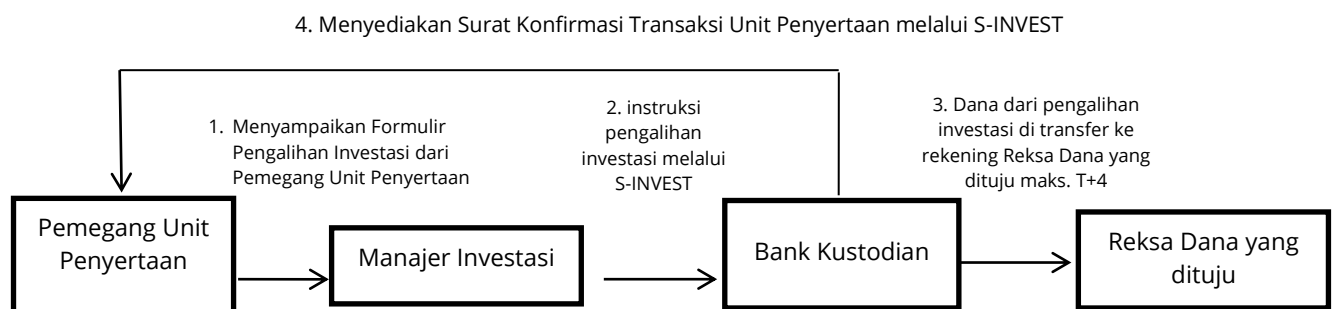 4. Menyediakan Surat Konfirmasi Transaksi Unit Penyertaan melalui S-INVEST
1. Menyampaikan Formulir
Pengalihan Investasi dari
Pemegang Unit Penyertaan
2. instruksi
pengalihan
investasi melalui
S-INVEST
3. Dana dari pengalihan
investasi di transfer ke
rekening Reksa Dana yang
dituju maks. T+4
Pemegang Unit
Penyertaan
Manajer Investasi
Bank Kustodian
Reksa Dana yang
dituju